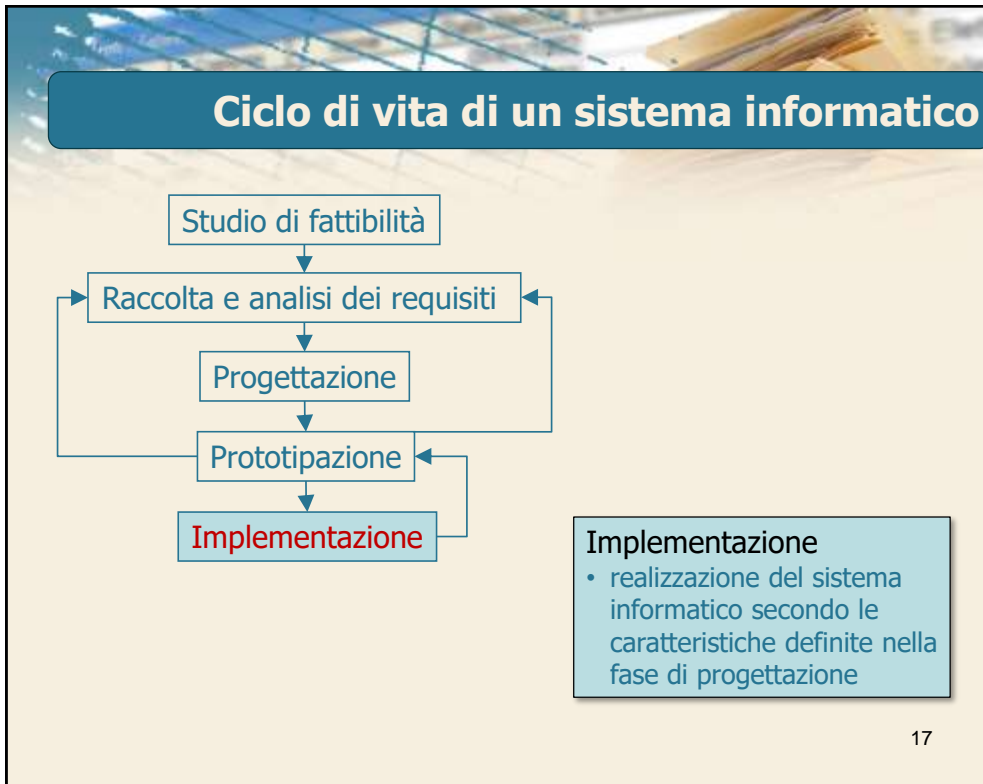 Ciclo di vita di un sistema informatico
Studio di fattibilità
Raccolta e analisi dei requisiti
Progettazione
Prototipazione
Implementazione
Implementazione
• realizzazione del sistema
informatico secondo le
caratteristiche definite nella
fase di progettazione
17